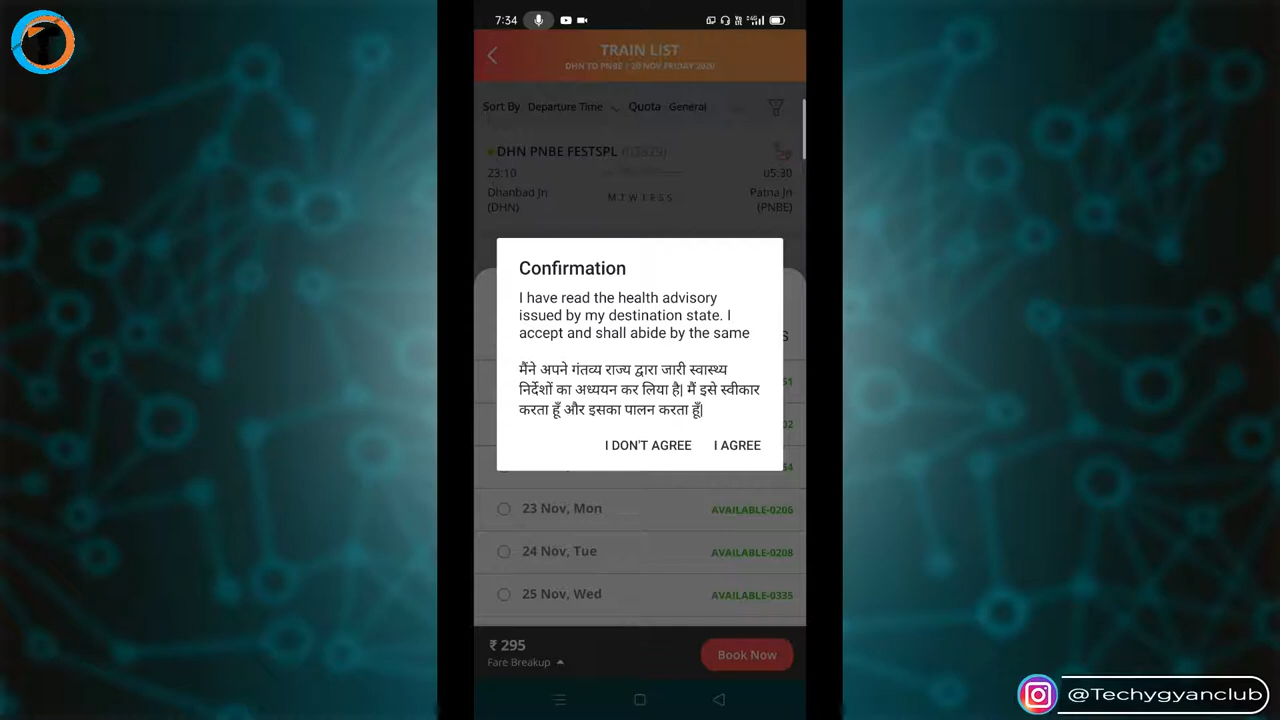 7:34
TRAIN LIST
DHN TO PNBE | 20 NOV FRIDAY 2020
Sort By Departure Time Quota General
DHN PNBE FESTSPL
23:10 05:30
Dhanbad Jn Patna Jn
(DHN) M T W T F S S (PNBE)
Confirmation
I have read the health advisory
issued by my destination state. I
accept and shall abide by the same
S
मैंने अपने गंतव्य राज्य द्वारा जारी स्वास्थ्य
निर्देशों का अध्ययन कर लिया है| मैं इसे स्वीकार
करता हूँ और इसका पालन करता हूँ|
I DON'T AGREE I AGREE
23 Nov, Mon AVAILABLE-0206
24 Nov, Tue AVAILABLE-0208
25 Nov, Wed AVAILABLE-0335
₹ 295
Fare Breakup
Book Now
@Techygyanclub